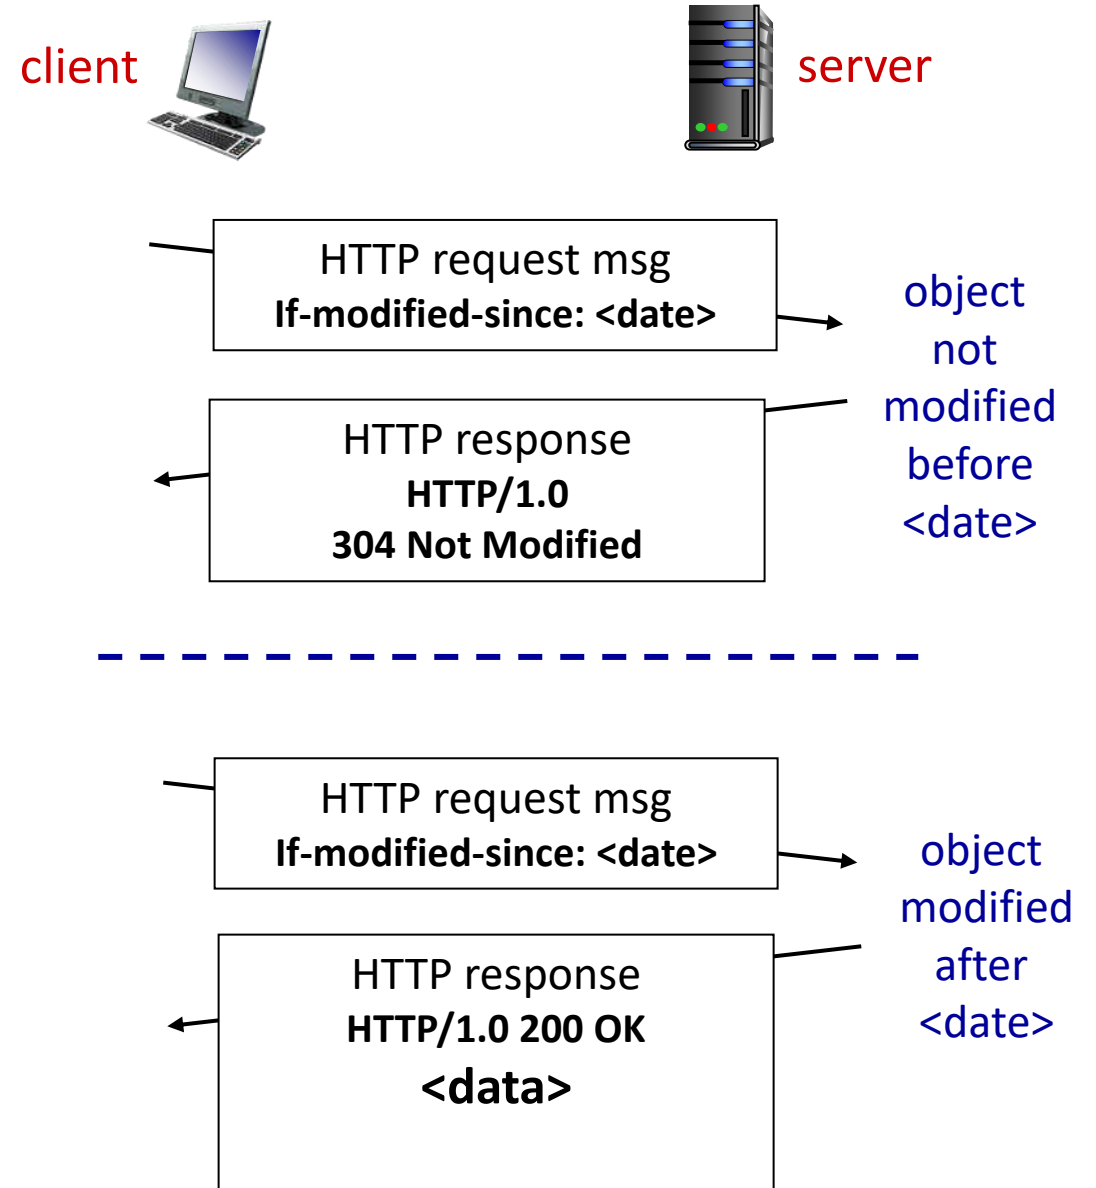 client
server
HTTP request msg
If-modified-since: <date>
object
not
modified
before
<date>
HTTP response
HTTP/1.0
304 Not Modified
HTTP request msg
If-modified-since: <date>
object
modified
after
<date>
HTTP response
HTTP/1.0 200 OK
<data>